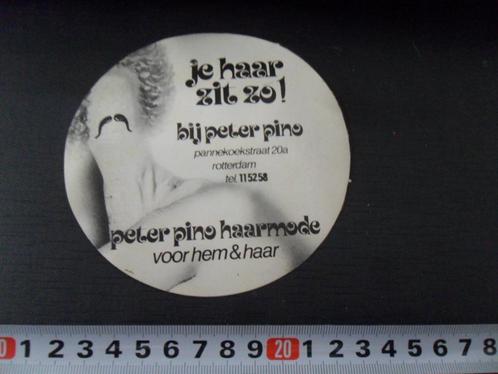 je haar
zit zo!
bij peter pino
pannekoekstraat 20a
rotterdam
tel. 115258
peter pino haarmode
voor hem & haar
0 1 2 3 4 5 6 7 8 9 20 1 2 3 4 5 6 7 8